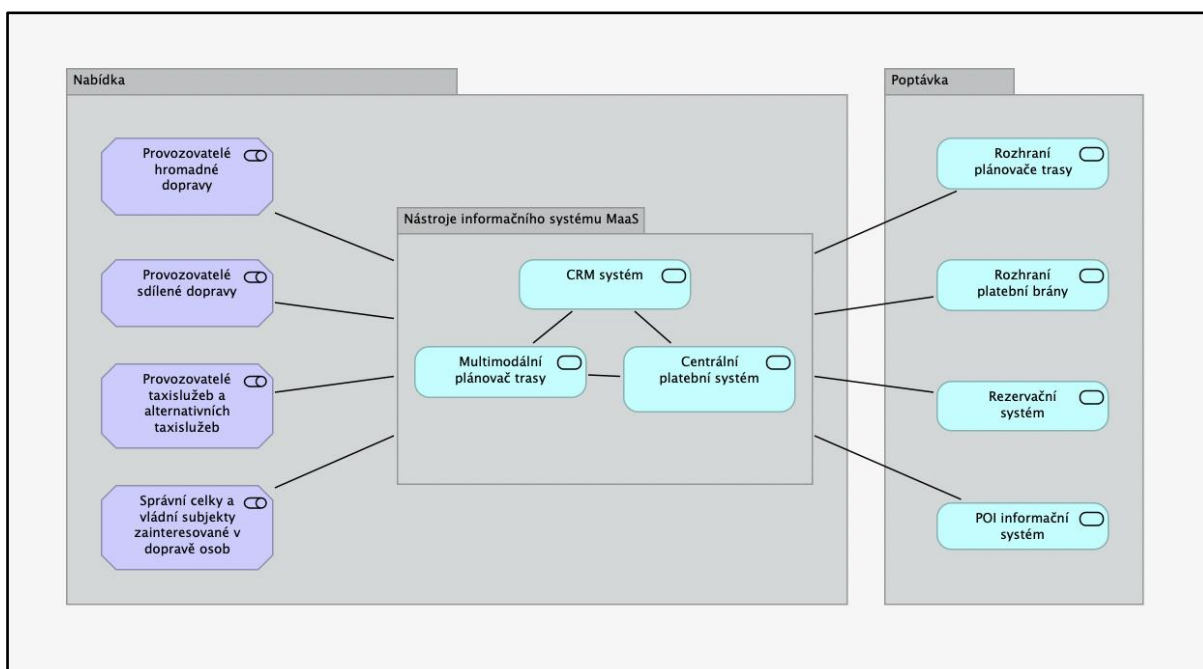 Nabídka
Provozovatelé
hromadné
dopravy
Provozovatelé
sdílené dopravy
Provozovatelé
taxislužeb a
alternativních
taxislužeb
Správní celky a
vládní subjekty
zainteresované v
dopravě osob
Nástroje informačního systému MaaS
CRM systém
Multimodální
plánovač trasy
Centrální
platební systém
Poptávka
Rozhraní
plánovače trasy
Rozhraní
platební brány
Rezervační
systém
POI informační
systém